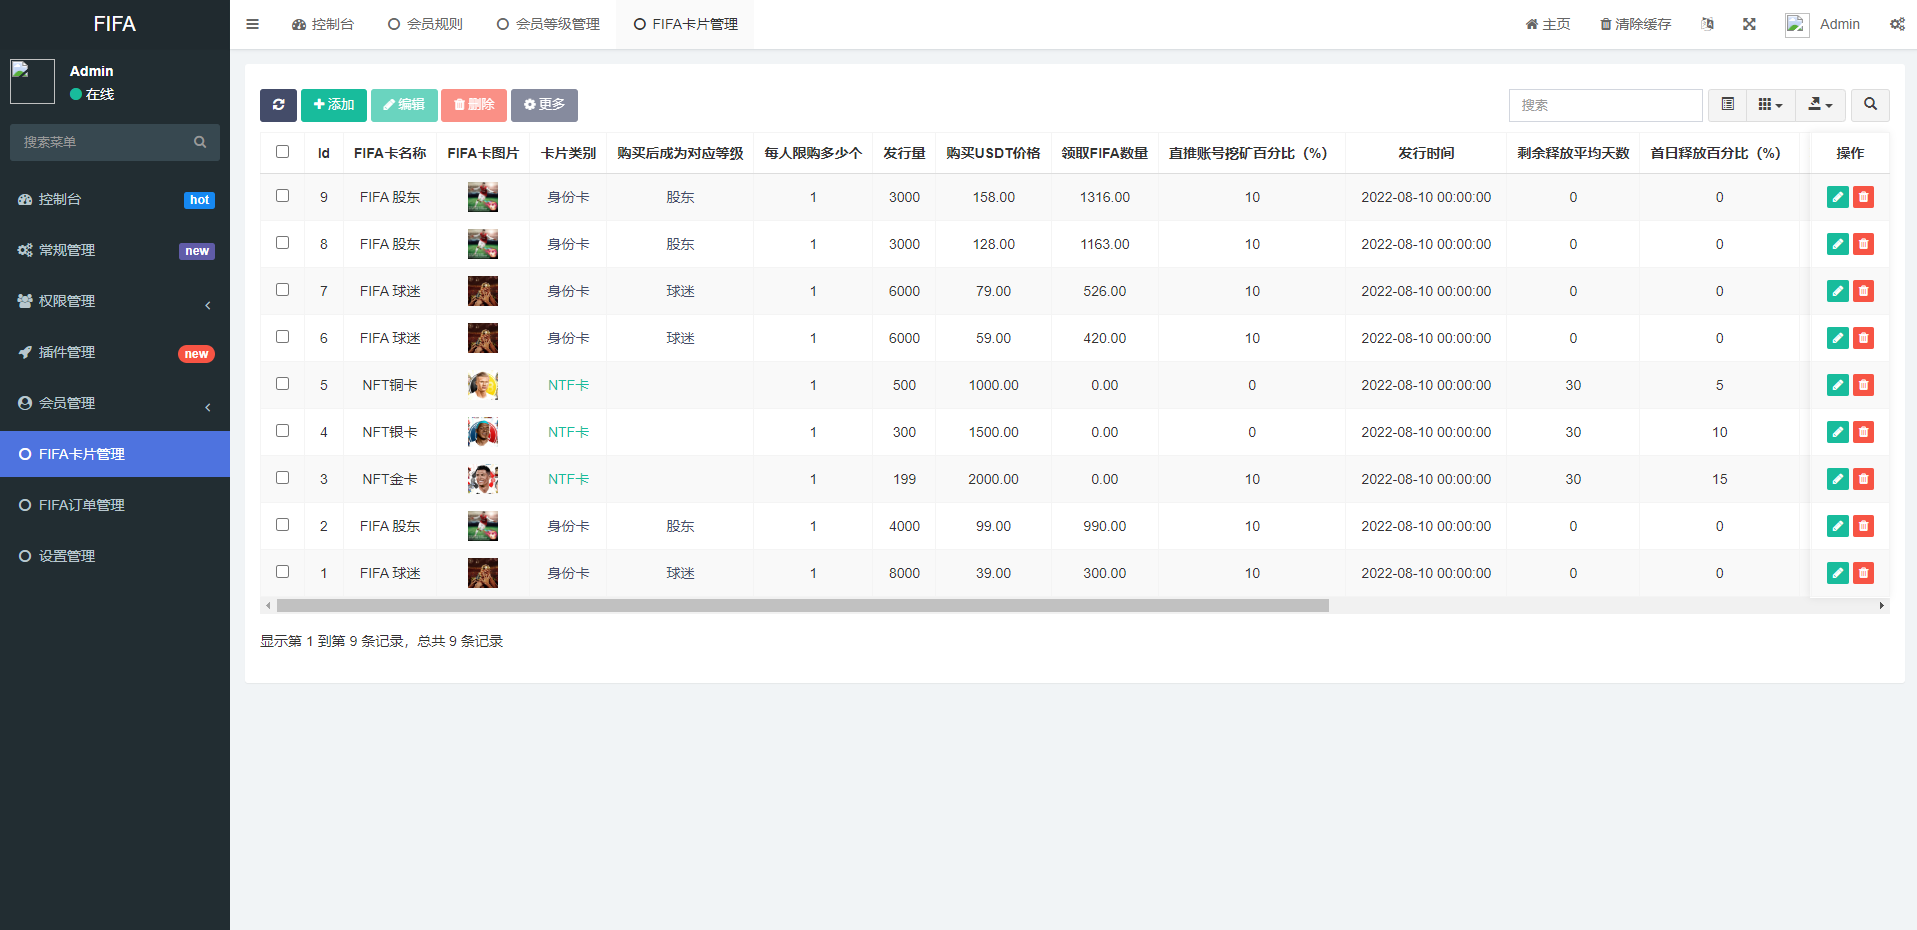 FIFA
控制台
会员规则
会员等级管理
FIFA卡片管理
主页
清除缓存
Admin
Admin
在线
搜索菜单
控制台 hot
常规管理 new
权限管理
插件管理 new
会员管理
FIFA卡片管理
FIFA订单管理
设置管理
添加 编辑 删除 更多
搜索
Id FIFA卡名称 FIFA卡图片 卡片类别 购买后成为对应等级 每人限购多少个 发行量 购买USDT价格 领取FIFA数量 直推账号挖矿百分比（%） 发行时间 剩余释放平均天数 首日释放百分比（%） 操作
9 FIFA 股东 身份卡 股东 1 3000 158.00 1316.00 10 2022-08-10 00:00:00 0 0
8 FIFA 股东 身份卡 股东 1 3000 128.00 1163.00 10 2022-08-10 00:00:00 0 0
7 FIFA 球迷 身份卡 球迷 1 6000 79.00 526.00 10 2022-08-10 00:00:00 0 0
6 FIFA 球迷 身份卡 球迷 1 6000 59.00 420.00 10 2022-08-10 00:00:00 0 0
5 NFT铜卡 NTF卡 1 500 1000.00 0.00 0 2022-08-10 00:00:00 30 5
4 NFT银卡 NTF卡 1 300 1500.00 0.00 0 2022-08-10 00:00:00 30 10
3 NFT金卡 NTF卡 1 199 2000.00 0.00 10 2022-08-10 00:00:00 30 15
2 FIFA 股东 身份卡 股东 1 4000 99.00 990.00 10 2022-08-10 00:00:00 0 0
1 FIFA 球迷 身份卡 球迷 1 8000 39.00 300.00 10 2022-08-10 00:00:00 0 0
显示第 1 到第 9 条记录，总共 9 条记录